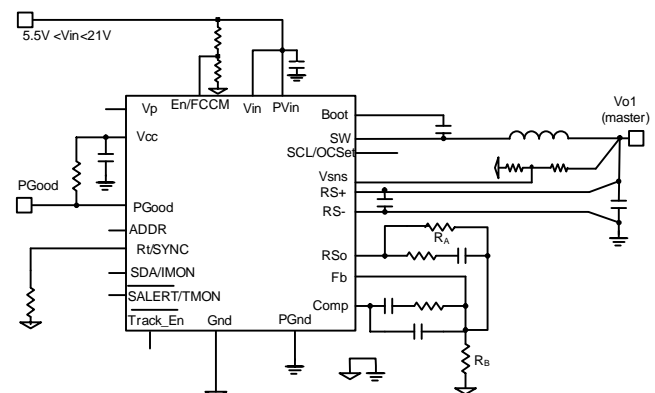 5.5V <Vin<21V
En/FCCM
Vin
PVin
Vp
Vcc
PGood
PGood
ADDR
Rt/SYNC
SDA/IMON
SALERT/TMON
Track_En
Gnd
PGnd
Boot
SW
SCL/OCSet
Vsns
RS+
RS-
RSo
Fb
Comp
Vo1
(master)
RA
RB